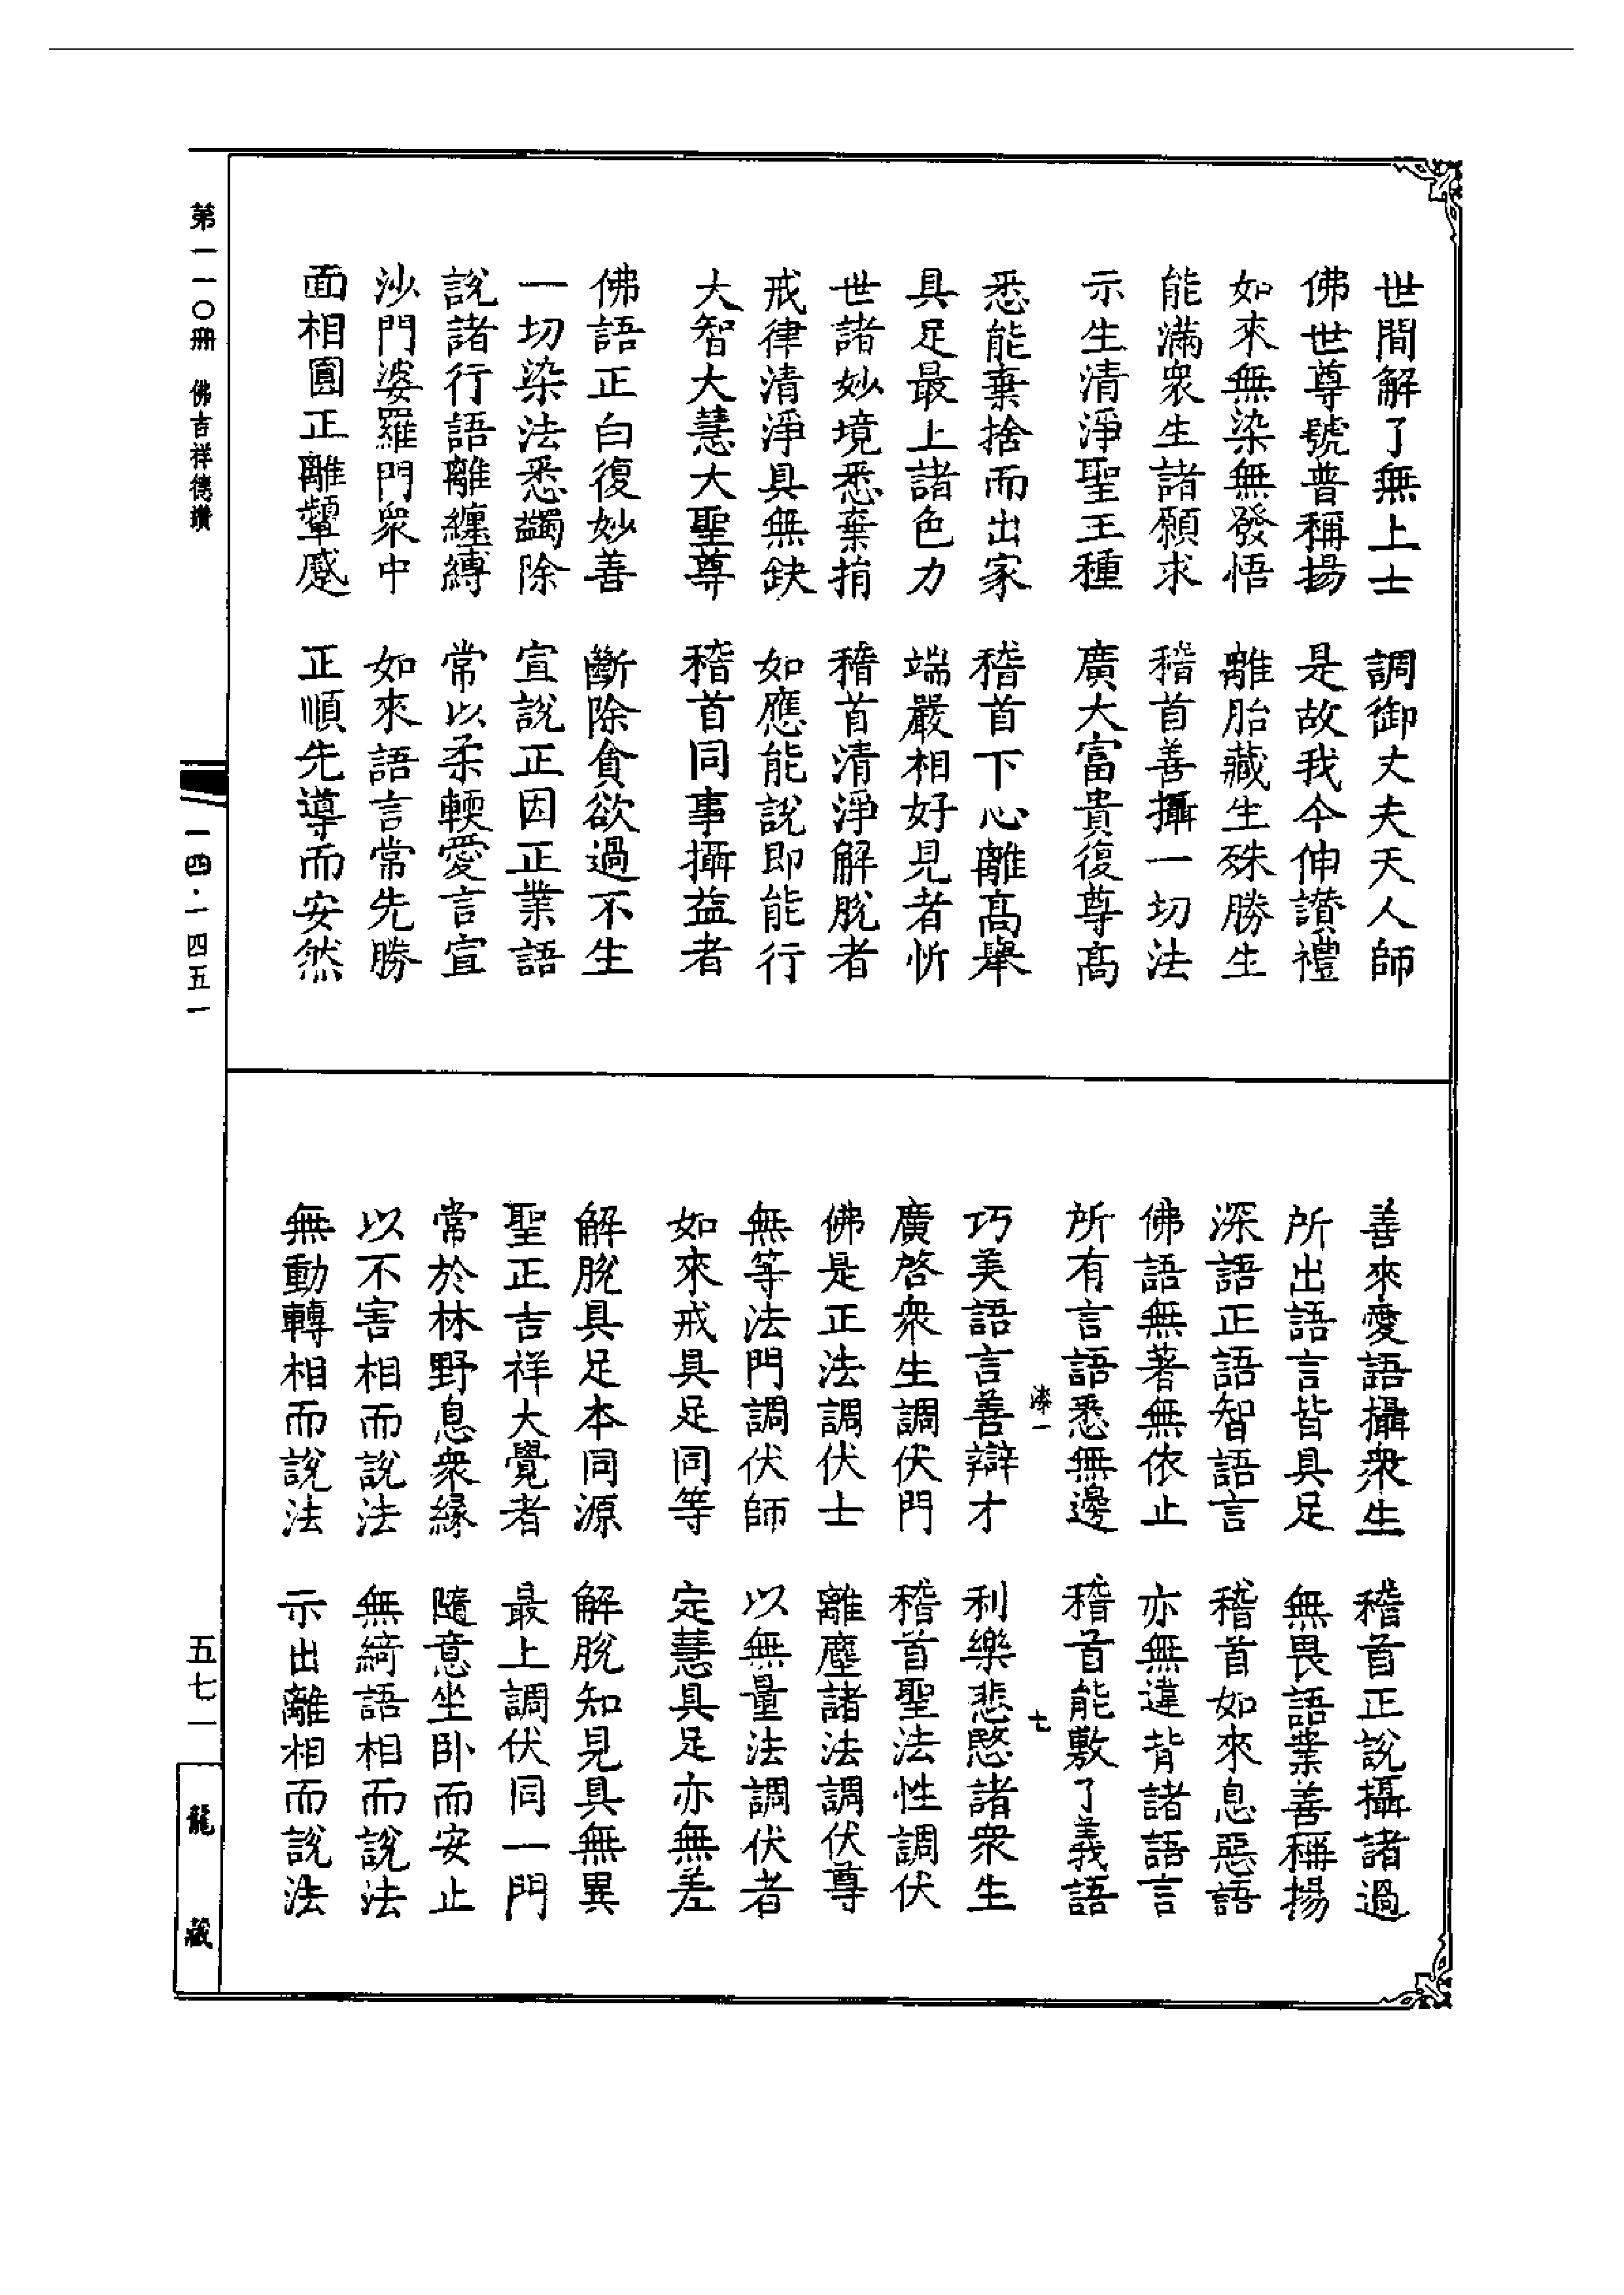 世間解了無上士　調御丈夫天人師
佛世尊號普稱揚　是故我今伸讚禮
如來無染無發悟　離胎藏生殊勝生
能滿衆生諸願求　稽首善攝一切法
示生清淨聖王種　廣大富貴復尊高
悉能棄捨而出家　稽首下心離高舉
具足最上諸色力　端嚴相好見者忻
世諸妙境悉棄捐　稽首清淨解脫者
戒律清淨具無缺　如應能說即能行
大智大慧大聖尊　稽首同事攝益者
佛語正白復妙善　斷除貪欲過不生
一切染法悉蠲除　宣說正因正業語
說諸行語離纏縛　常以柔輭愛言宣
沙門婆羅門衆中　如來語言常先勝
面相圓正離顰蹙　正順先導而安然
善來愛語攝衆生　稽首正說攝諸過
所出語言皆具足　無畏語業善稱揚
深語正語智語言　稽首如來息惡語
佛語無著無依止　亦無違背諸語言
所有言語悉無邊　稽首能敷了義語
漆一　七
巧美語言善辯才　利樂悲愍諸衆生
廣啓衆生調伏門　稽首聖法性調伏
佛是正法調伏士　離塵諸法調伏尊
無等法門調伏師　以無量法調伏者
如來戒具足同等　定慧具足亦無差
解脫具足本同源　解脫知見具無異
聖正吉祥大覺者　最上調伏同一門
常於林野息衆緣　隨意坐卧而安止
以不害相而說法　無綺語相而說法
無動轉相而說法　示出離相而說法
第一一〇冊　佛吉祥德讚
一四·一四五一
五七一
龍藏